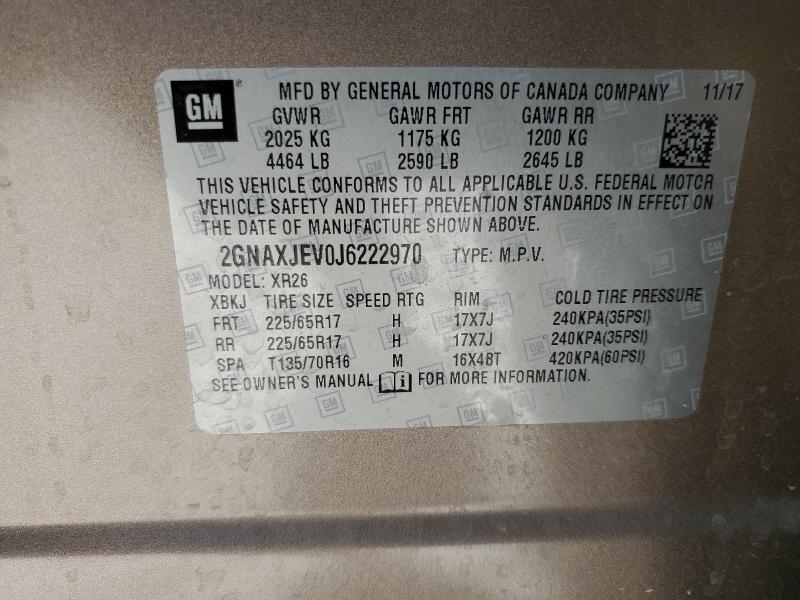 GM ® MFD BY GENERAL MOTORS OF CANADA COMPANY 11/17
GVWR GAWR FRT GAWR RR
2025 KG 1175 KG 1200 KG
4464 LB 2590 LB 2645 LB
THIS VEHICLE CONFORMS TO ALL APPLICABLE U.S. FEDERAL MOTOR
VEHICLE SAFETY AND THEFT PREVENTION STANDARDS IN EFFECT ON
THE DATE OF MANUFACTURE SHOWN ABOVE.
2GNAXJEV0J6222970 TYPE: M.P.V.
MODEL: XR26
XBKJ TIRE SIZE SPEED RTG RIM COLD TIRE PRESSURE
FRT 225/65R17 H 17X7J 240KPA(35PSI)
RR 225/65R17 H 17X7J 240KPA(35PSI)
SPA T135/70R16 M 16X4BT 420KPA(60PSI)
SEE OWNER'S MANUAL FOR MORE INFORMATION.